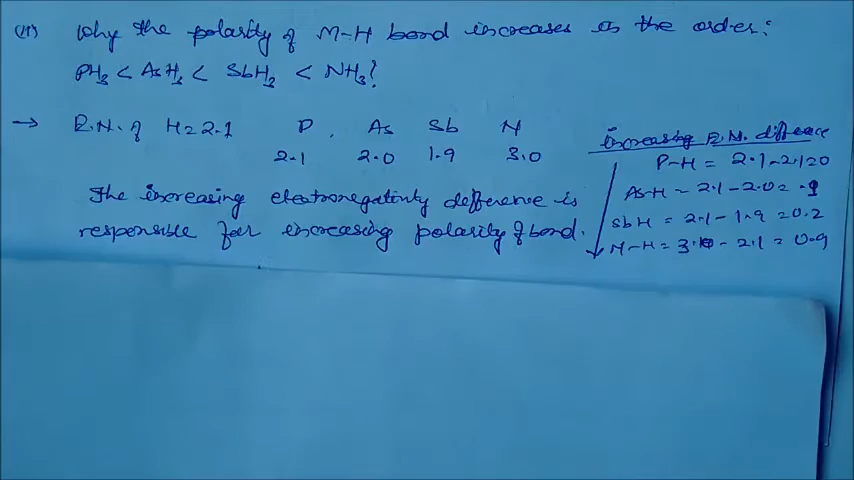 (ii) Why the polarity of M-H bond increases as the order:
PH₃ < AsH₃ < SbH₃ < NH₃?
→ E.N. of H=2.1 P, As Sb N
2.1 2.0 1.9 3.0
The increasing electronegativity difference is
responsible for increasing polarity of bond.
increasing E.N. difference
P-H = 2.1-2.1=0
As-H = 2.1-2.0= .1
SbH = 2.1-1.9=0.2
N-H = 3.0 - 2.1 = 0.9